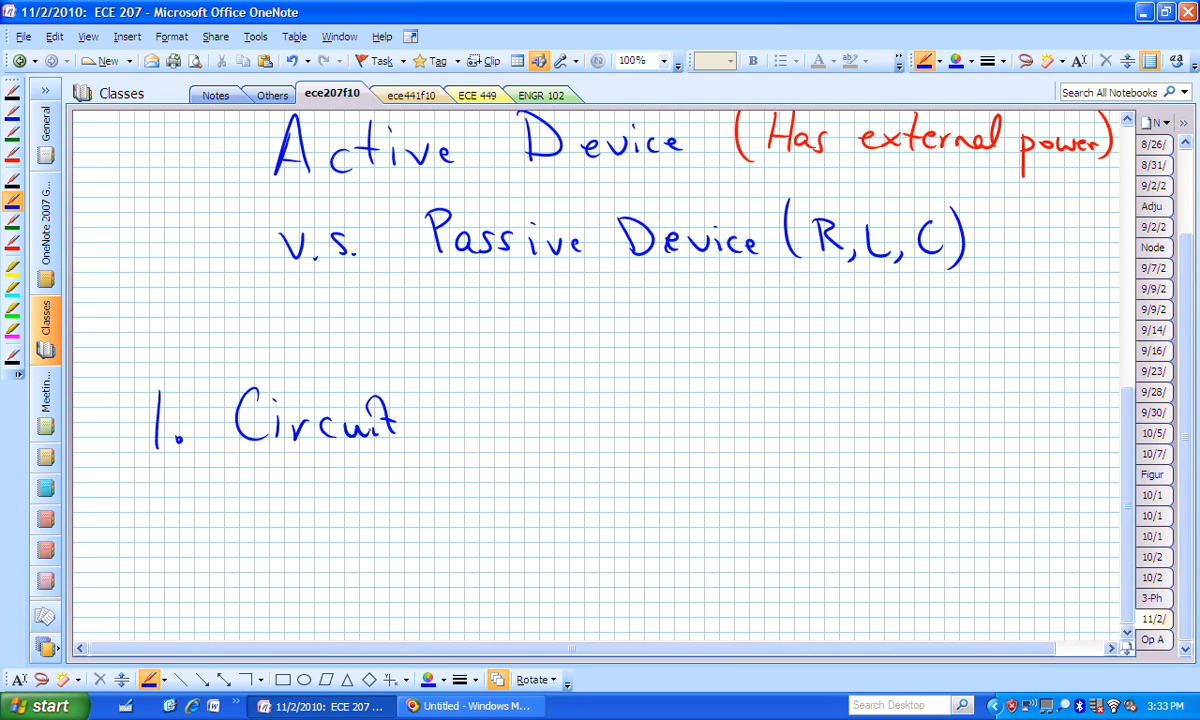 11/2/2010: ECE 207 - Microsoft Office OneNote
File Edit View Insert Format Share Tools Table Window Help
New Task Tag Clip 100% B A ab A
Classes Notes Others ece207f10 ece441f10 ECE 449 ENGR 102 Search All Notebooks
General
OneNote 2007 G...
Classes
Meetin...
Active Device (Has external power)
v.s. Passive Device (R, L, C)
1. Circuit
N
8/26/
8/31/
9/2/2
Adju
9/2/2
Node
9/7/2
9/9/2
9/9/2
9/14/
9/16/
9/23/
9/28/
9/30/
10/5/
10/7/
Figur
10/1
10/1
10/1
10/2
10/2
3-Ph
11/2/
Op A
A Rotate
start 11/2/2010: ECE 207 ... Untitled - Windows M... Search Desktop 3:33 PM